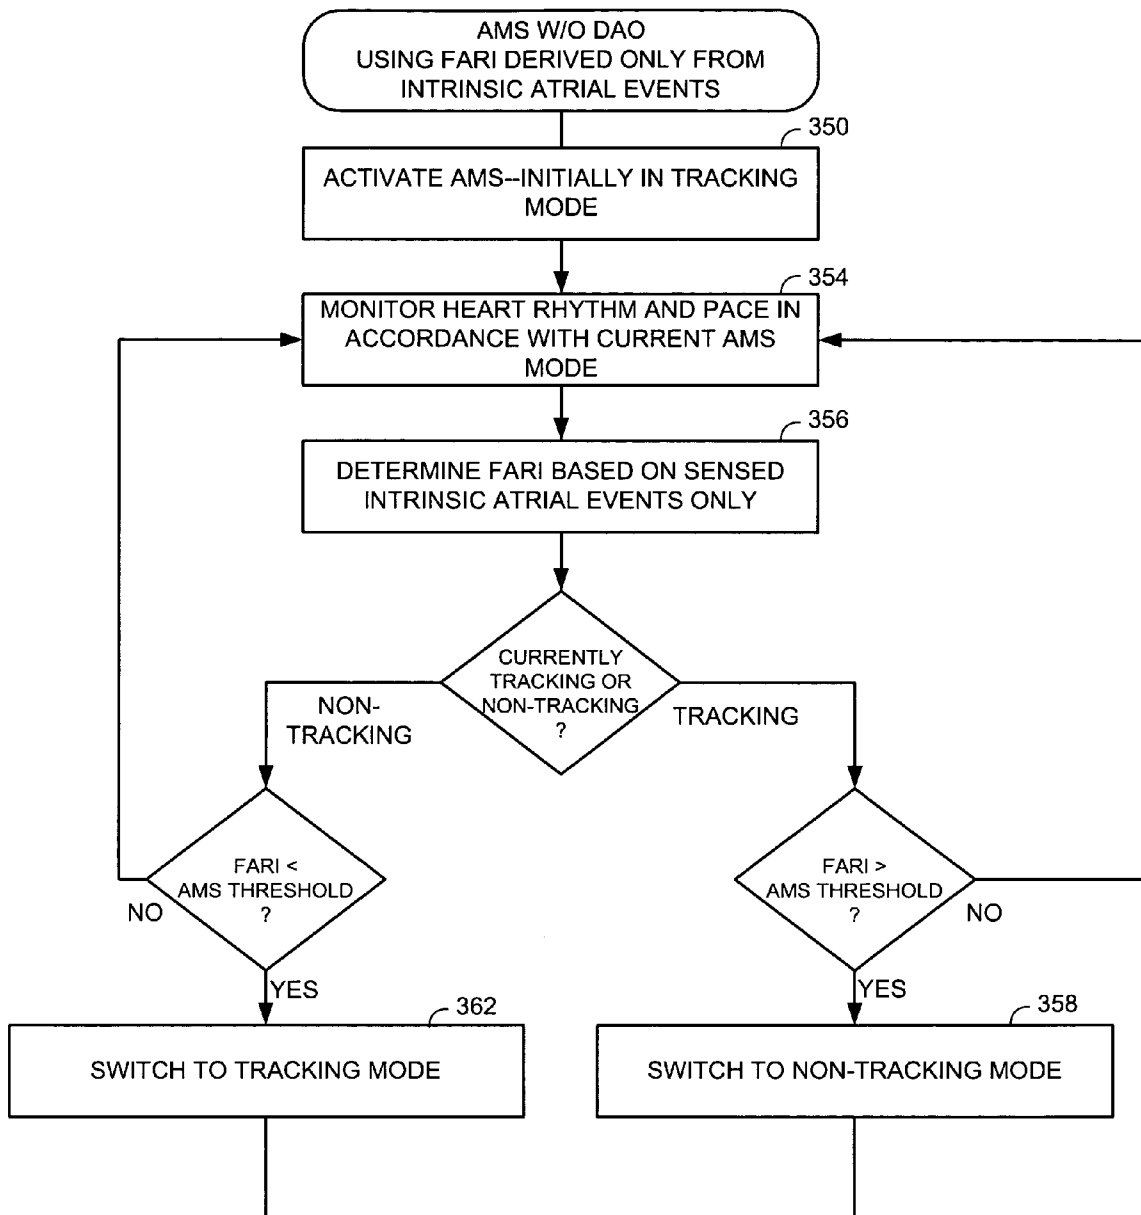 AMS W/O DAO
USING FARI DERIVED ONLY FROM
INTRINSIC ATRIAL EVENTS
350
ACTIVATE AMS--INITIALLY IN TRACKING
MODE
354
MONITOR HEART RHYTHM AND PACE IN
ACCORDANCE WITH CURRENT AMS
MODE
356
DETERMINE FARI BASED ON SENSED
INTRINSIC ATRIAL EVENTS ONLY
CURRENTLY
TRACKING OR
NON-TRACKING
?
NON-
TRACKING
TRACKING
FARI <
AMS THRESHOLD
?
NO
YES
FARI >
AMS THRESHOLD
?
NO
YES
362
SWITCH TO TRACKING MODE
358
SWITCH TO NON-TRACKING MODE